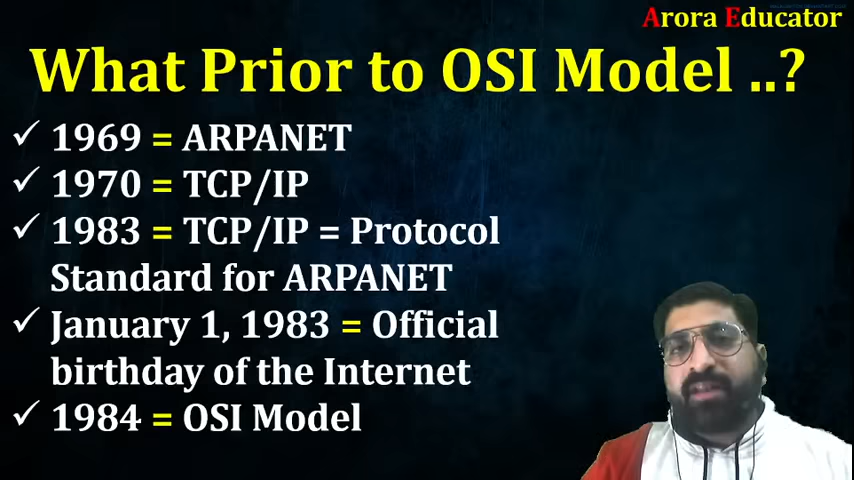 Arora Educator
What Prior to OSI Model ..?
✓ 1969 = ARPANET
✓ 1970 = TCP/IP
✓ 1983 = TCP/IP = Protocol
Standard for ARPANET
✓ January 1, 1983 = Official
birthday of the Internet
✓ 1984 = OSI Model